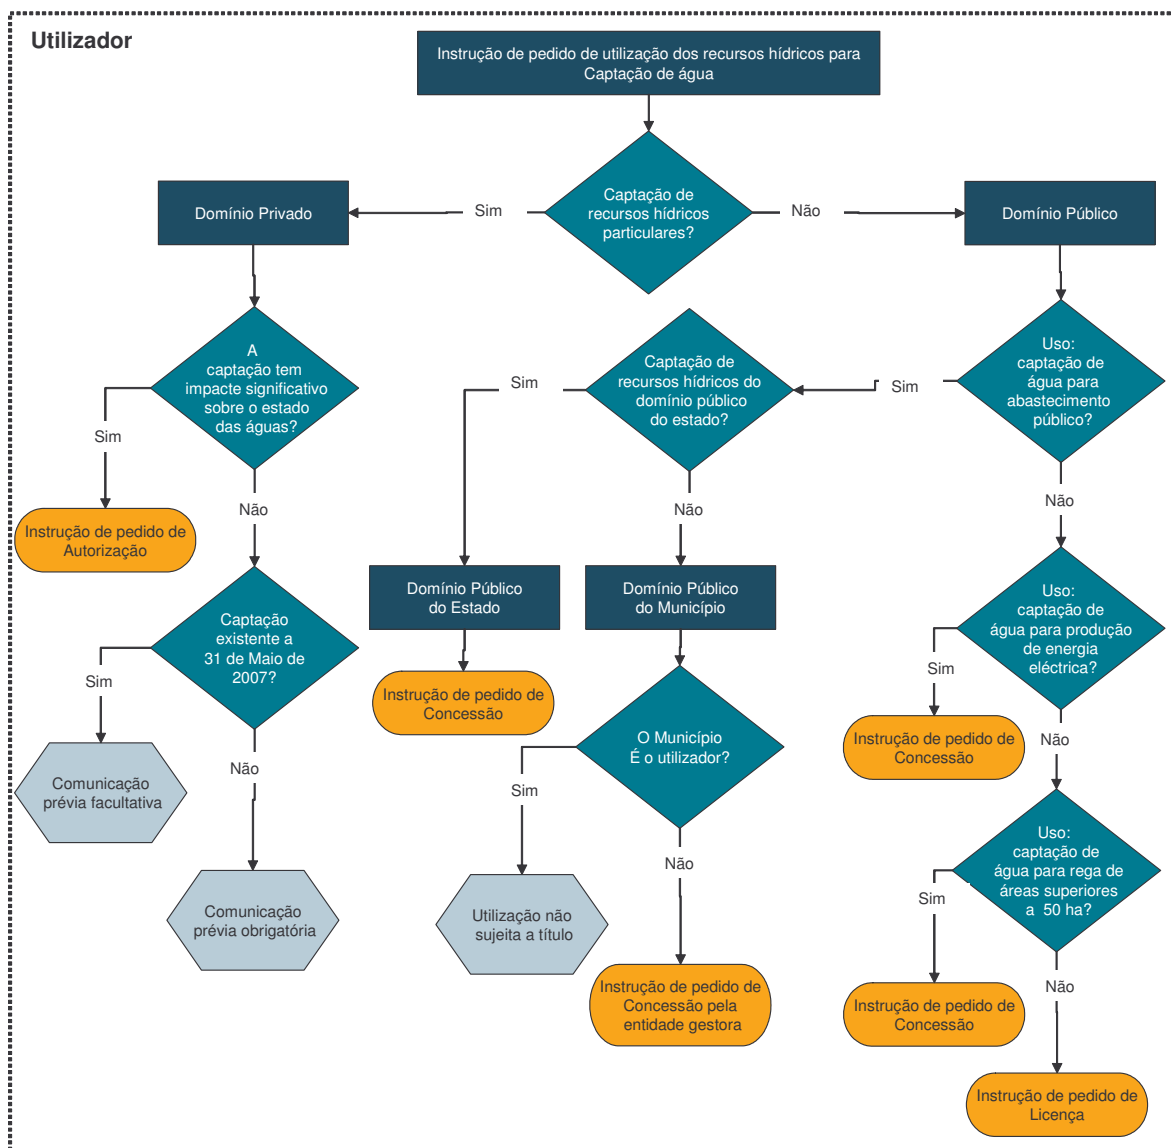 Utilizador
Instrução de pedido de utilização dos recursos hídricos para
Captação de água
Captação de
recursos hídricos
particulares?
Sim
Não
Domínio Privado
Domínio Público
A
captação tem
impacte significativo
sobre o estado
das águas?
Captação de
recursos hídricos do
domínio público
do estado?
Uso:
captação de
água para
abastecimento
público?
Sim
Sim
Sim
Não
Não
Não
Instrução de pedido de
Autorização
Domínio Público
do Estado
Domínio Público
do Município
Uso:
captação de
água para produção
de energia
eléctrica?
Captação
existente a
31 de Maio de
2007?
Sim
Sim
Instrução de pedido de
Concessão
O Município
É o utilizador?
Instrução de pedido de
Concessão
Não
Não
Comunicação
prévia facultativa
Sim
Uso:
captação de
água para rega de
áreas superiores
a 50 ha?
Não
Sim
Comunicação
prévia obrigatória
Utilização não
sujeita a título
Instrução de pedido de
Concessão pela
entidade gestora
Não
Instrução de pedido de
Concessão
Instrução de pedido de
Licença